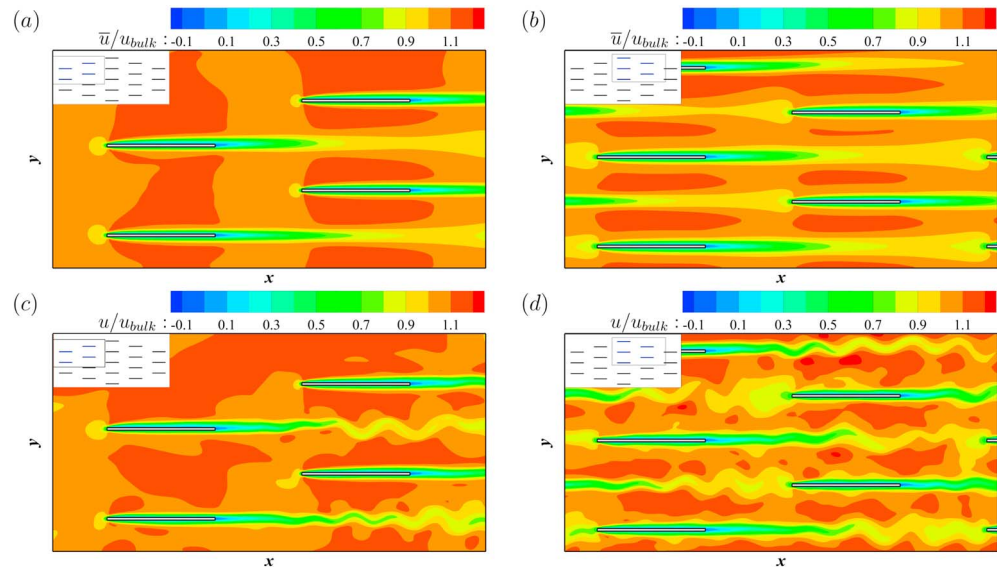 (a)
u̅/u_bulk : -0.1 0.1 0.3 0.5 0.7 0.9 1.1
y
x
(b)
u̅/u_bulk : -0.1 0.1 0.3 0.5 0.7 0.9 1.1
y
x
(c)
u/u_bulk : -0.1 0.1 0.3 0.5 0.7 0.9 1.1
y
x
(d)
u/u_bulk : -0.1 0.1 0.3 0.5 0.7 0.9 1.1
y
x